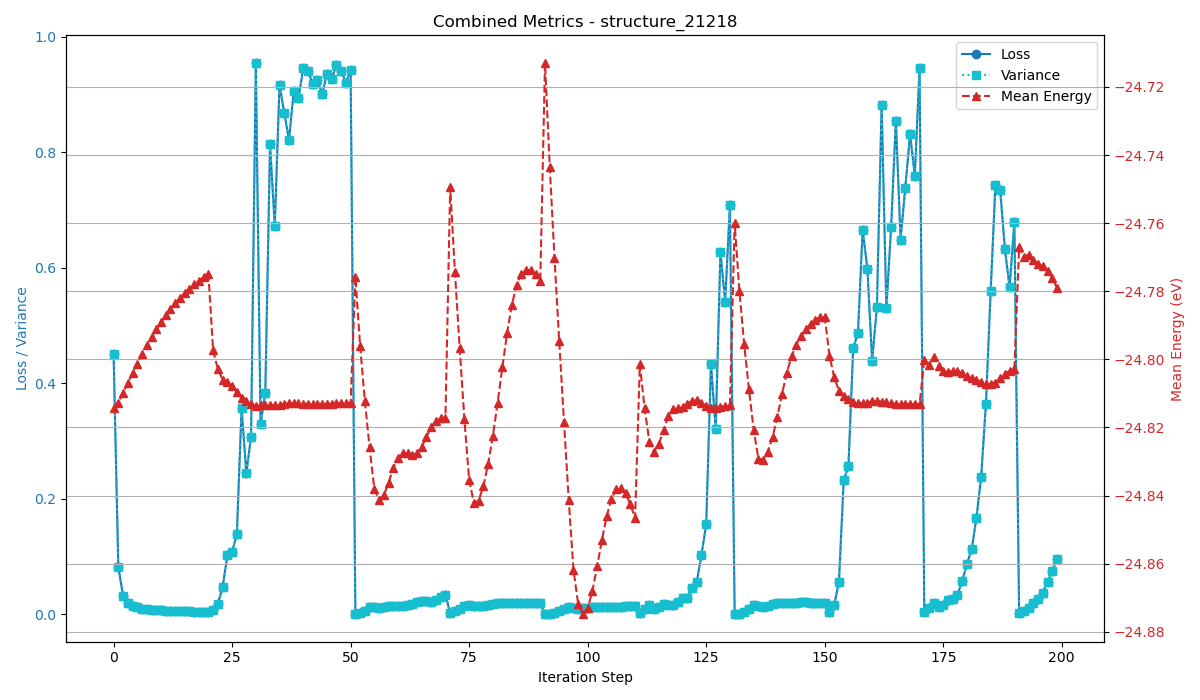 Combined Metrics - structure_21218
Loss
Variance
Mean Energy
Loss / Variance
1.0
0.8
0.6
0.4
0.2
0.0
−24.72
−24.74
−24.76
−24.78
−24.80
−24.82
−24.84
−24.86
−24.88
Mean Energy (eV)
0 25 50 75 100 125 150 175 200
Iteration Step